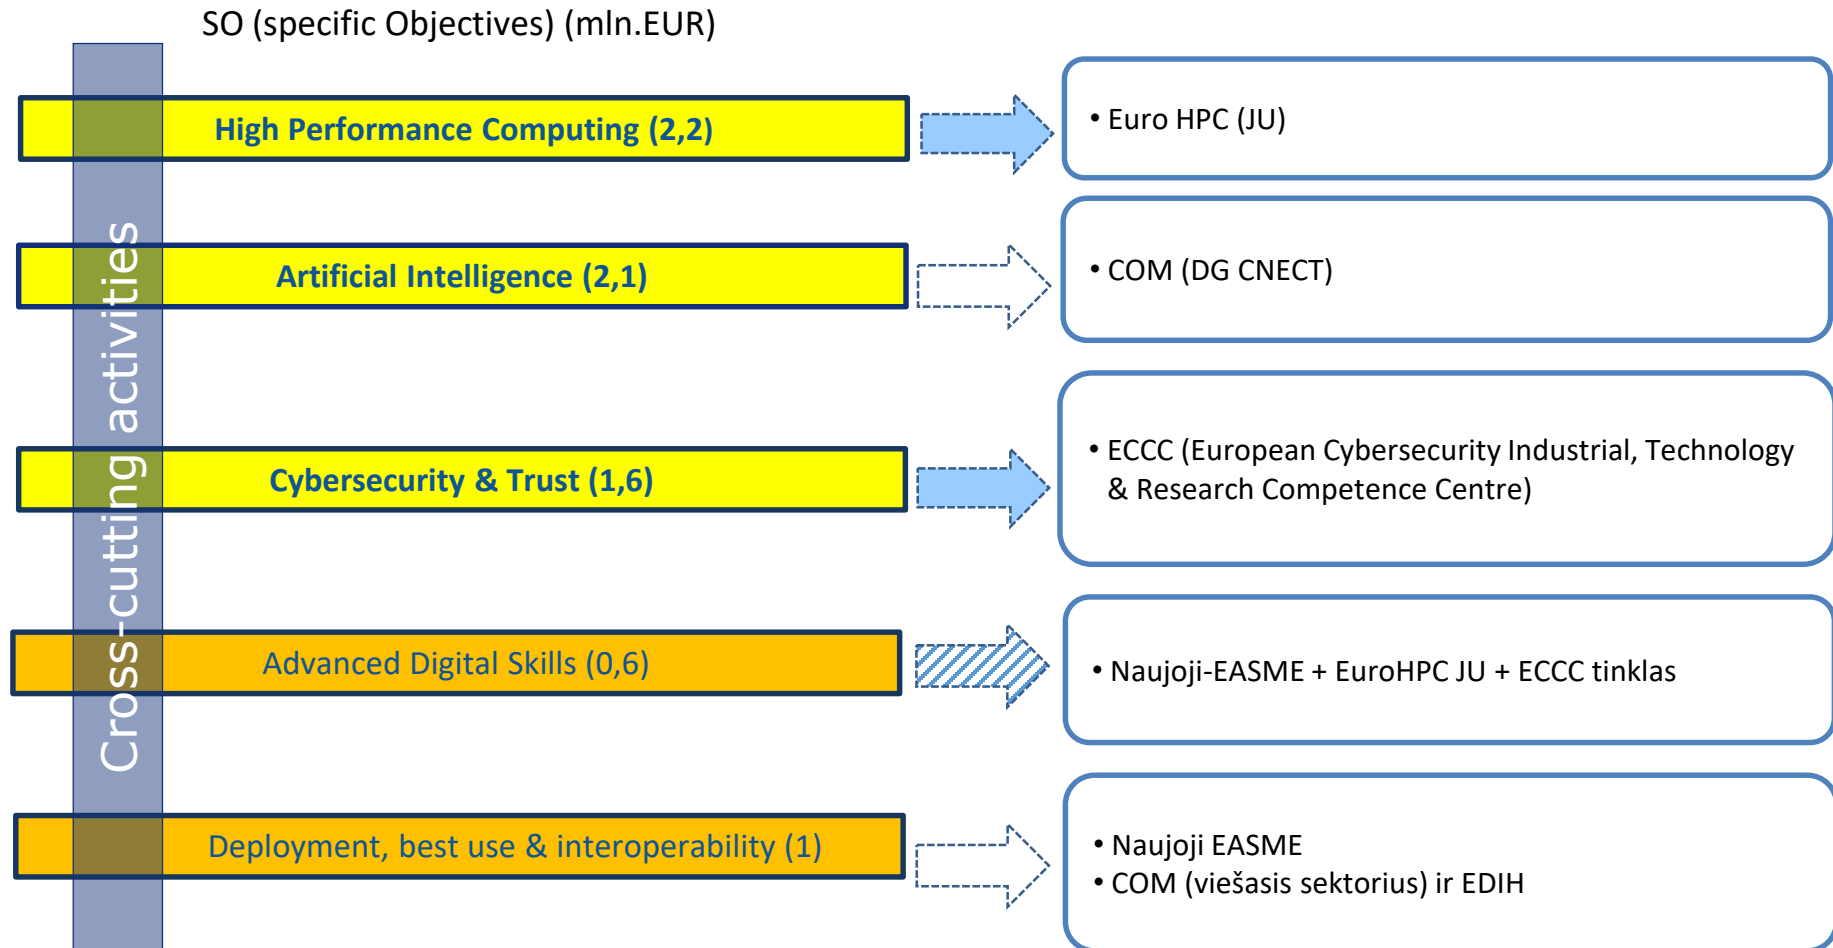 SO (specific Objectives) (mln.EUR)
Cross-cutting activities
High Performance Computing (2,2)
• Euro HPC (JU)
Artificial Intelligence (2,1)
• COM (DG CNECT)
Cybersecurity & Trust (1,6)
• ECCC (European Cybersecurity Industrial, Technology
& Research Competence Centre)
Advanced Digital Skills (0,6)
• Naujoji-EASME + EuroHPC JU + ECCC tinklas
Deployment, best use & interoperability (1)
• Naujoji EASME
• COM (viešasis sektorius) ir EDIH